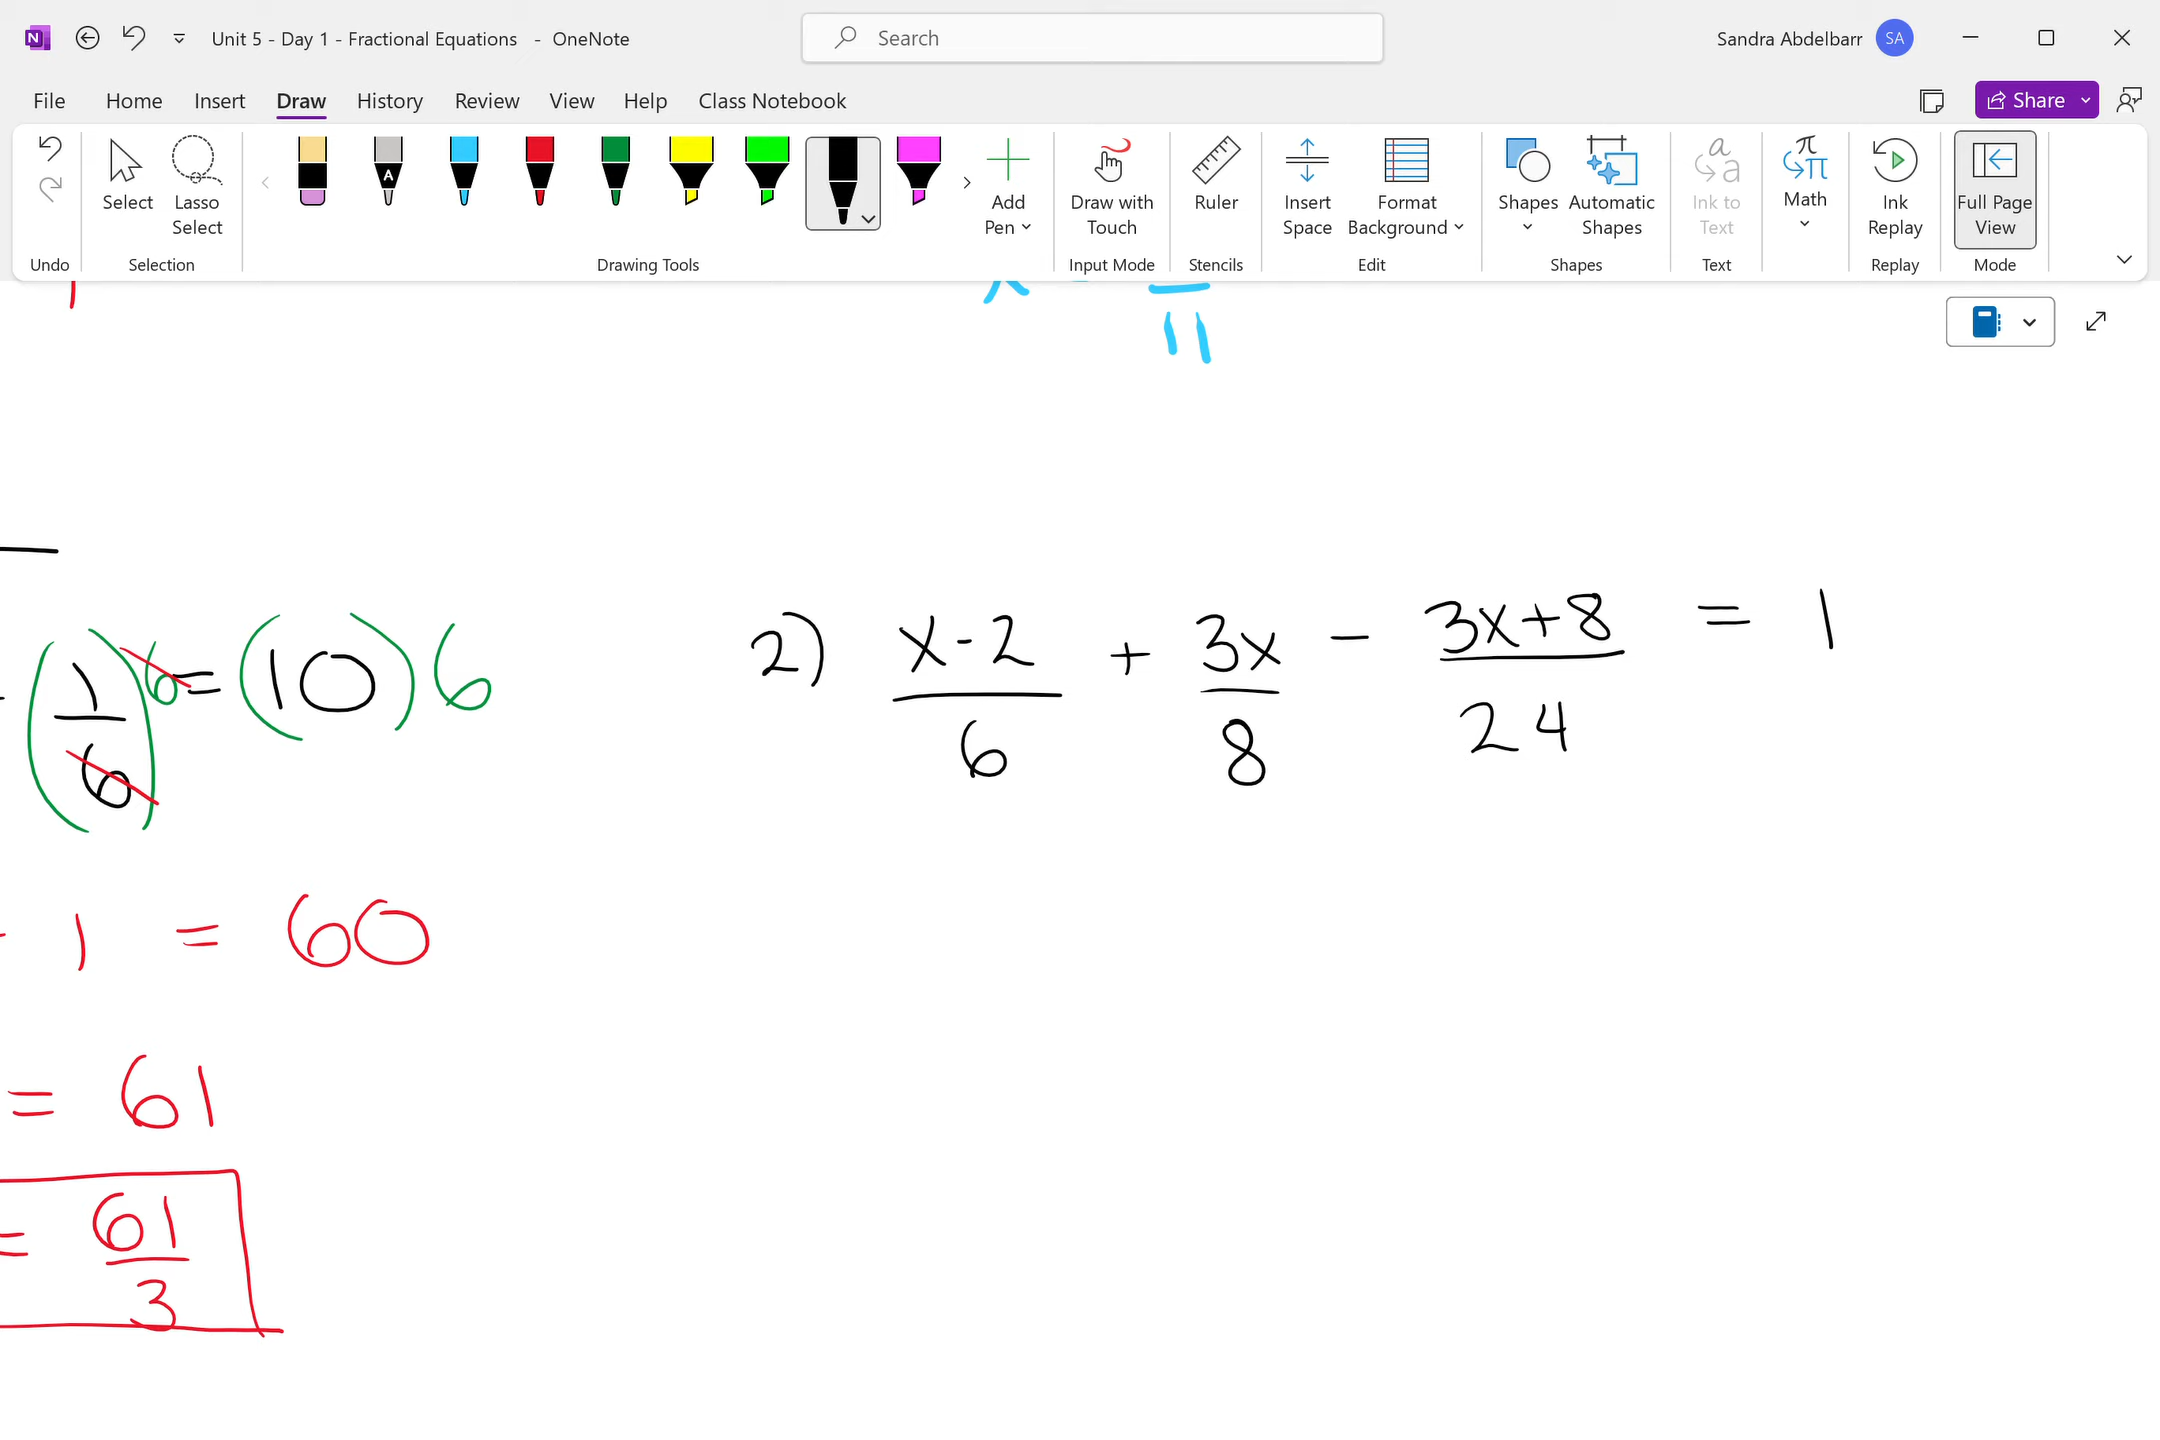 Unit 5 - Day 1 - Fractional Equations - OneNote
Search
Sandra Abdelbarr SA
File Home Insert Draw History Review View Help Class Notebook
Share
Select
Lasso Select
A
Add Pen
Draw with Touch
Ruler
Insert Space
Format Background
Shapes
Automatic Shapes
Ink to Text
Math
Ink Replay
Full Page View
Undo Selection Drawing Tools Input Mode Stencils Edit Shapes Text Replay Mode
11
(1/6)6 = (10)6
2) x-2/6 + 3x/8 - 3x+8/24 = 1
- 1 = 60
= 61
= 61/3